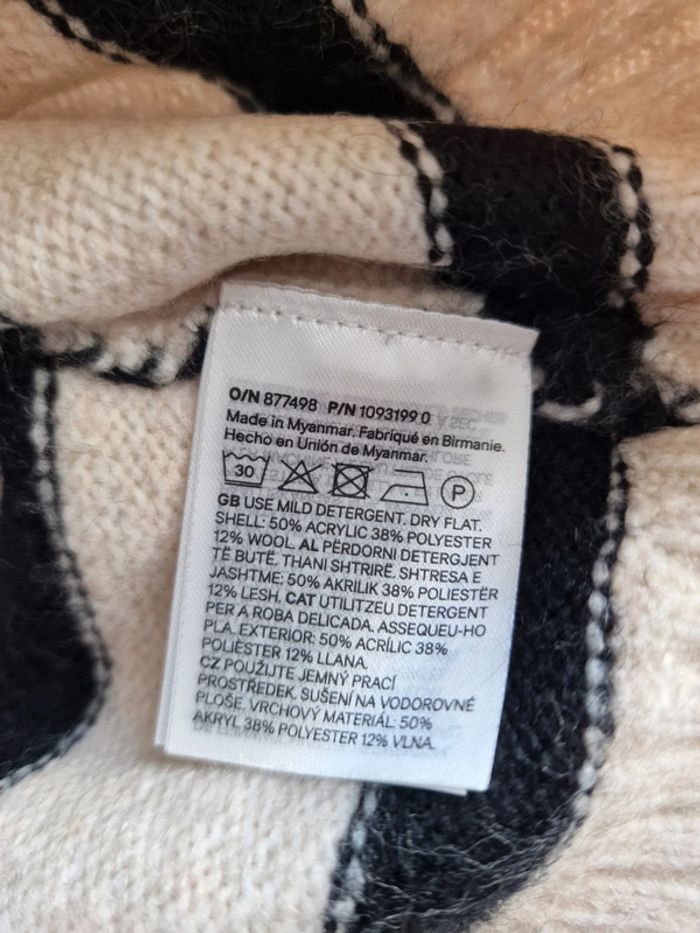 O/N 877498 P/N 1093199 0
Made in Myanmar. Fabriqué en Birmanie.
Hecho en Unión de Myanmar.
30 P
GB USE MILD DETERGENT. DRY FLAT.
SHELL: 50% ACRYLIC 38% POLYESTER
12% WOOL. AL PËRDORNI DETERGJENT
TË BUTË. THANI SHTRIRË. SHTRESA E
JASHTME: 50% AKRILIK 38% POLIESTËR
12% LESH. CAT UTILITZEU DETERGENT
PER A ROBA DELICADA. ASSEQUEU-HO
PLA. EXTERIOR: 50% ACRÍLIC 38%
POLIÈSTER 12% LLANA.
CZ POUŽIJTE JEMNÝ PRACÍ
PROSTŘEDEK. SUŠENÍ NA VODOROVNÉ
PLOŠE. VRCHOVÝ MATERIÁL: 50%
AKRYL 38% POLYESTER 12% VLNA.